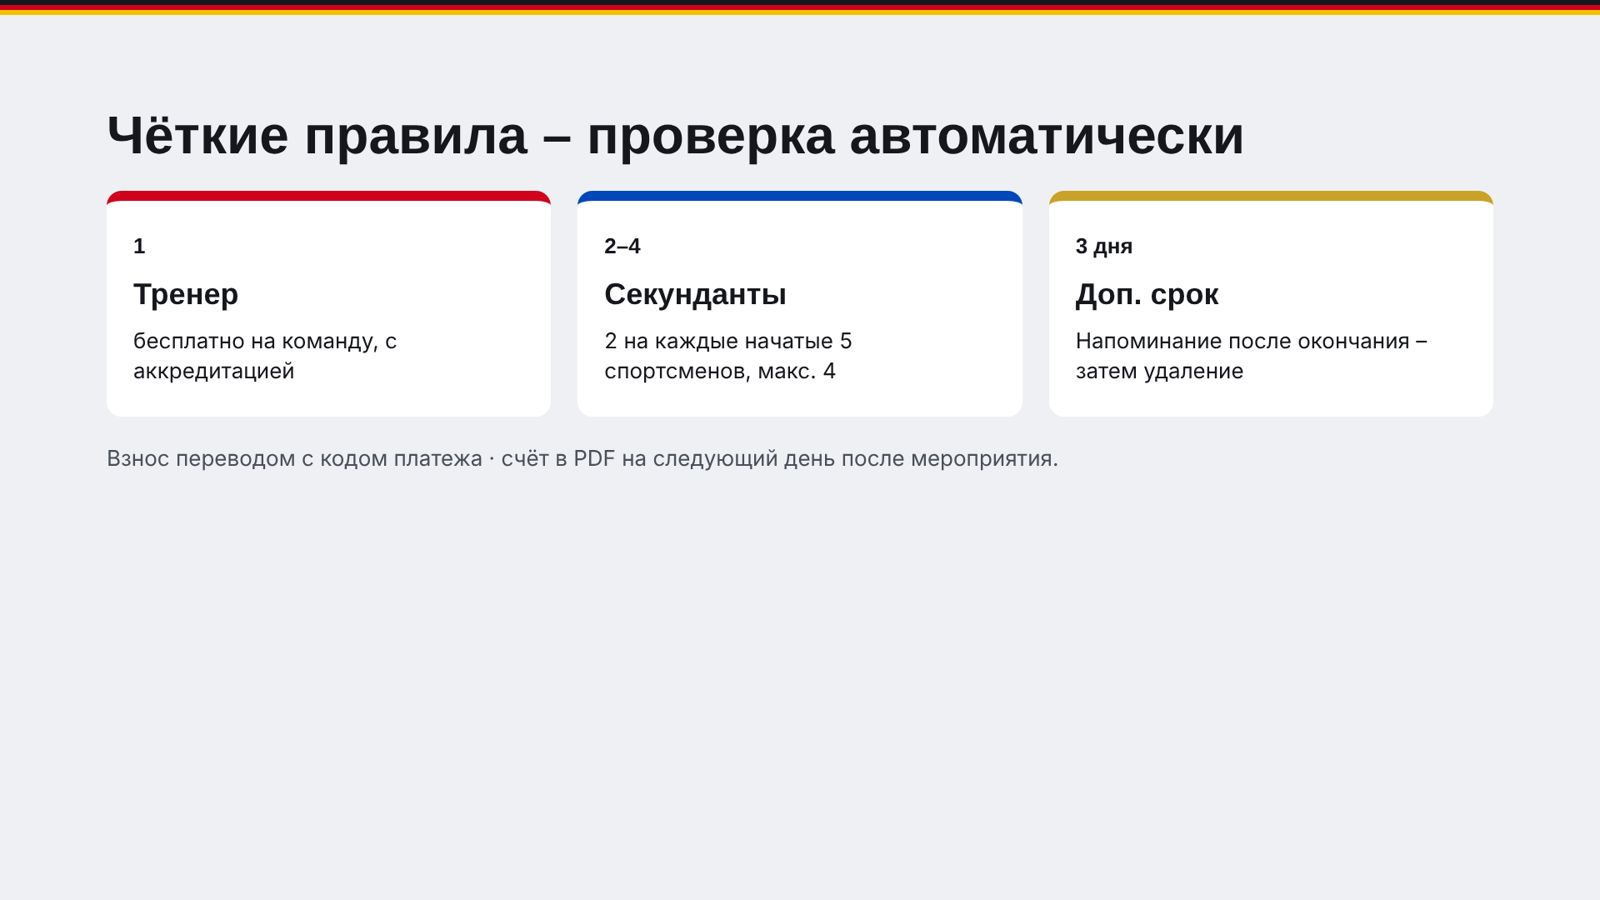 Чёткие правила – проверка автоматически
1
Тренер
бесплатно на команду, с
аккредитацией
2–4
Секунданты
2 на каждые начатые 5
спортсменов, макс. 4
3 дня
Доп. срок
Напоминание после окончания –
затем удаление
Взнос переводом с кодом платежа · счёт в PDF на следующий день после мероприятия.